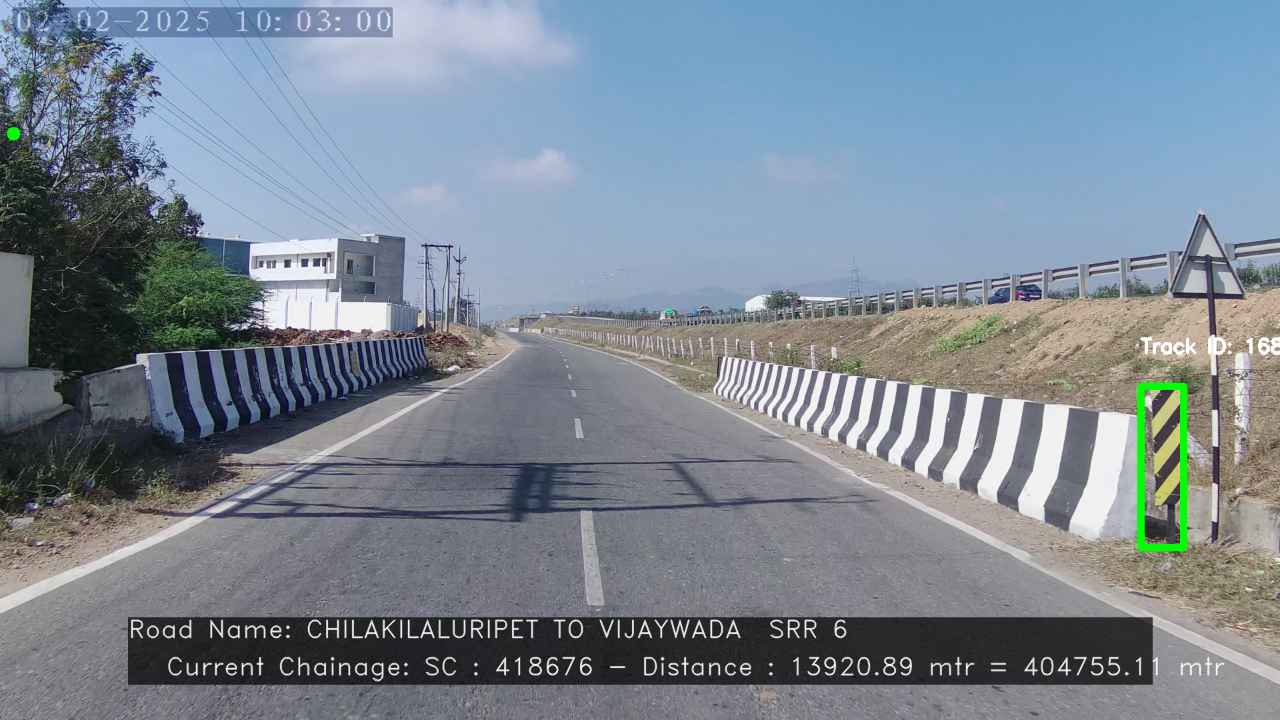 02-02-2025 10:03:00
Track ID: 168
Road Name: CHILAKILALURIPET TO VIJAYWADA SRR 6
Current Chainage: SC : 418676 - Distance : 13920.89 mtr = 404755.11 mtr